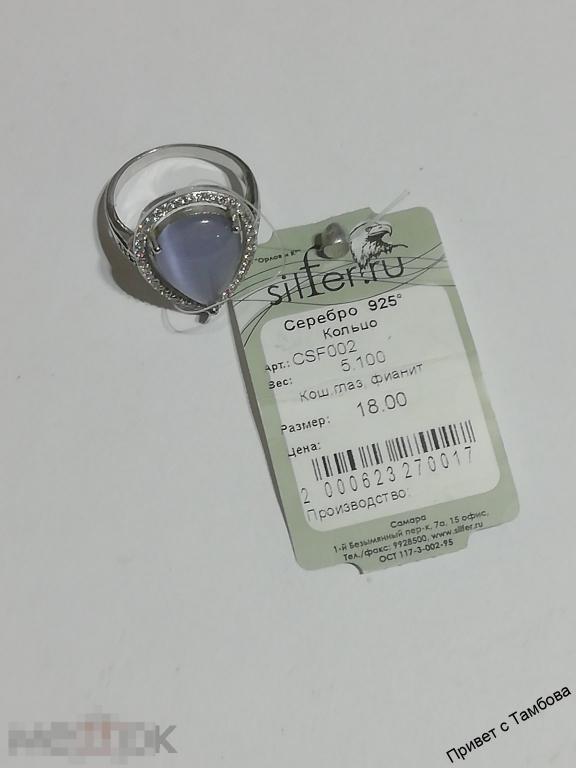 "Орлов и К"
silfer.ru
Серебро 925°
Кольцо
Арт.: CSF002
Вес: 5.100
Кош.глаз, фианит
Размер: 18.00
Цена:
2 000623 270017
Производство:
Самара
1-й Безымянный пер-к, 7а, 15 офис,
Тел./факс: 9928500, www.silfer.ru
ОСТ 117-3-002-95
Привет с Тамбова